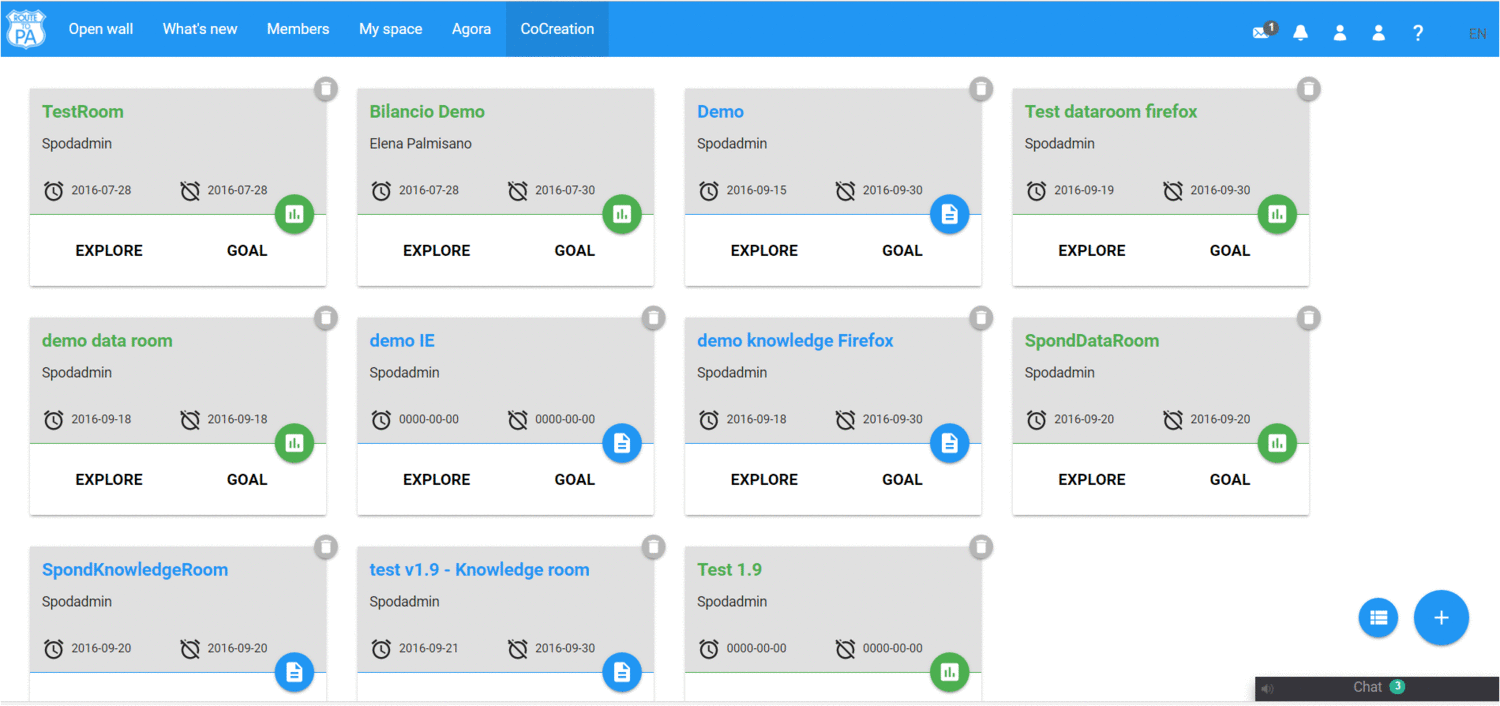 ROUTE TO PA Open wall What's new Members My space Agora CoCreation 1 ? EN
TestRoom
Spodadmin
2016-07-28 2016-07-28
EXPLORE GOAL
Bilancio Demo
Elena Palmisano
2016-07-28 2016-07-30
EXPLORE GOAL
Demo
Spodadmin
2016-09-15 2016-09-30
EXPLORE GOAL
Test dataroom firefox
Spodadmin
2016-09-19 2016-09-30
EXPLORE GOAL
demo data room
Spodadmin
2016-09-18 2016-09-18
EXPLORE GOAL
demo IE
Spodadmin
0000-00-00 0000-00-00
EXPLORE GOAL
demo knowledge Firefox
Spodadmin
2016-09-18 2016-09-30
EXPLORE GOAL
SpondDataRoom
Spodadmin
2016-09-20 2016-09-20
EXPLORE GOAL
SpondKnowledgeRoom
Spodadmin
2016-09-20 2016-09-20
test v1.9 - Knowledge room
Spodadmin
2016-09-21 2016-09-30
Test 1.9
Spodadmin
0000-00-00 0000-00-00
Chat 3